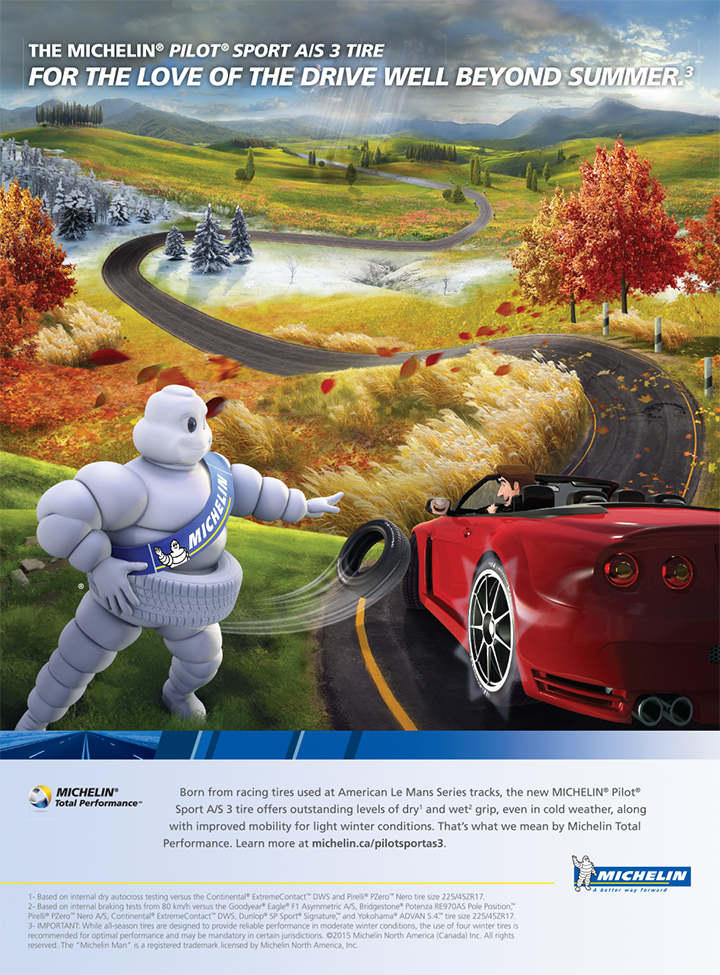 THE MICHELIN® PILOT® SPORT A/S 3 TIRE
FOR THE LOVE OF THE DRIVE WELL BEYOND SUMMER.3
MICHELIN
®
MICHELIN®
Total Performance™
Born from racing tires used at American Le Mans Series tracks, the new MICHELIN® Pilot®
Sport A/S 3 tire offers outstanding levels of dry1 and wet2 grip, even in cold weather, along
with improved mobility for light winter conditions. That's what we mean by Michelin Total
Performance. Learn more at michelin.ca/pilotsportas3.
MICHELIN
A better way forward
1- Based on internal dry autocross testing versus the Continental® ExtremeContact™ DWS and Pirelli® PZero™ Nero tire size 225/45ZR17.
2- Based on internal braking tests from 80 km/h versus the Goodyear® Eagle® F1 Asymmetric A/S, Bridgestone® Potenza RE970AS Pole Position,™
Pirelli® PZero™ Nero A/S, Continental® ExtremeContact™ DWS, Dunlop® SP Sport® Signature,™ and Yokohama® ADVAN S.4.™ tire size 225/45ZR17.
3- IMPORTANT: While all-season tires are designed to provide reliable performance in moderate winter conditions, the use of four winter tires is
recommended for optimal performance and may be mandatory in certain jurisdictions. ©2015 Michelin North America (Canada) Inc. All rights
reserved. The "Michelin Man" is a registered trademark licensed by Michelin North America, Inc.